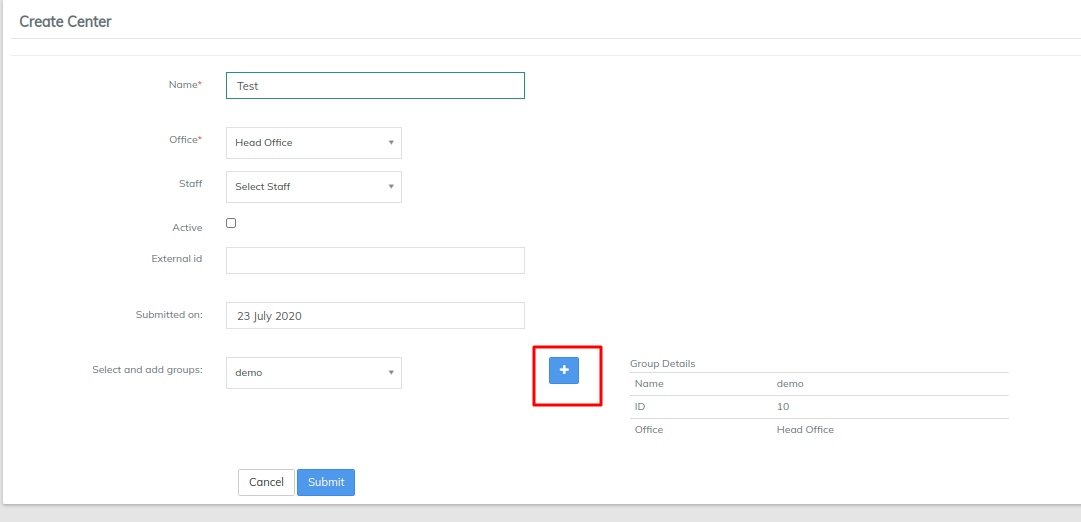 Create Center
Name* Test
Office* Head Office
Staff Select Staff
Active
External id
Submitted on: 23 July 2020
Select and add groups: demo +
Group Details
Name demo
ID 10
Office Head Office
Cancel Submit